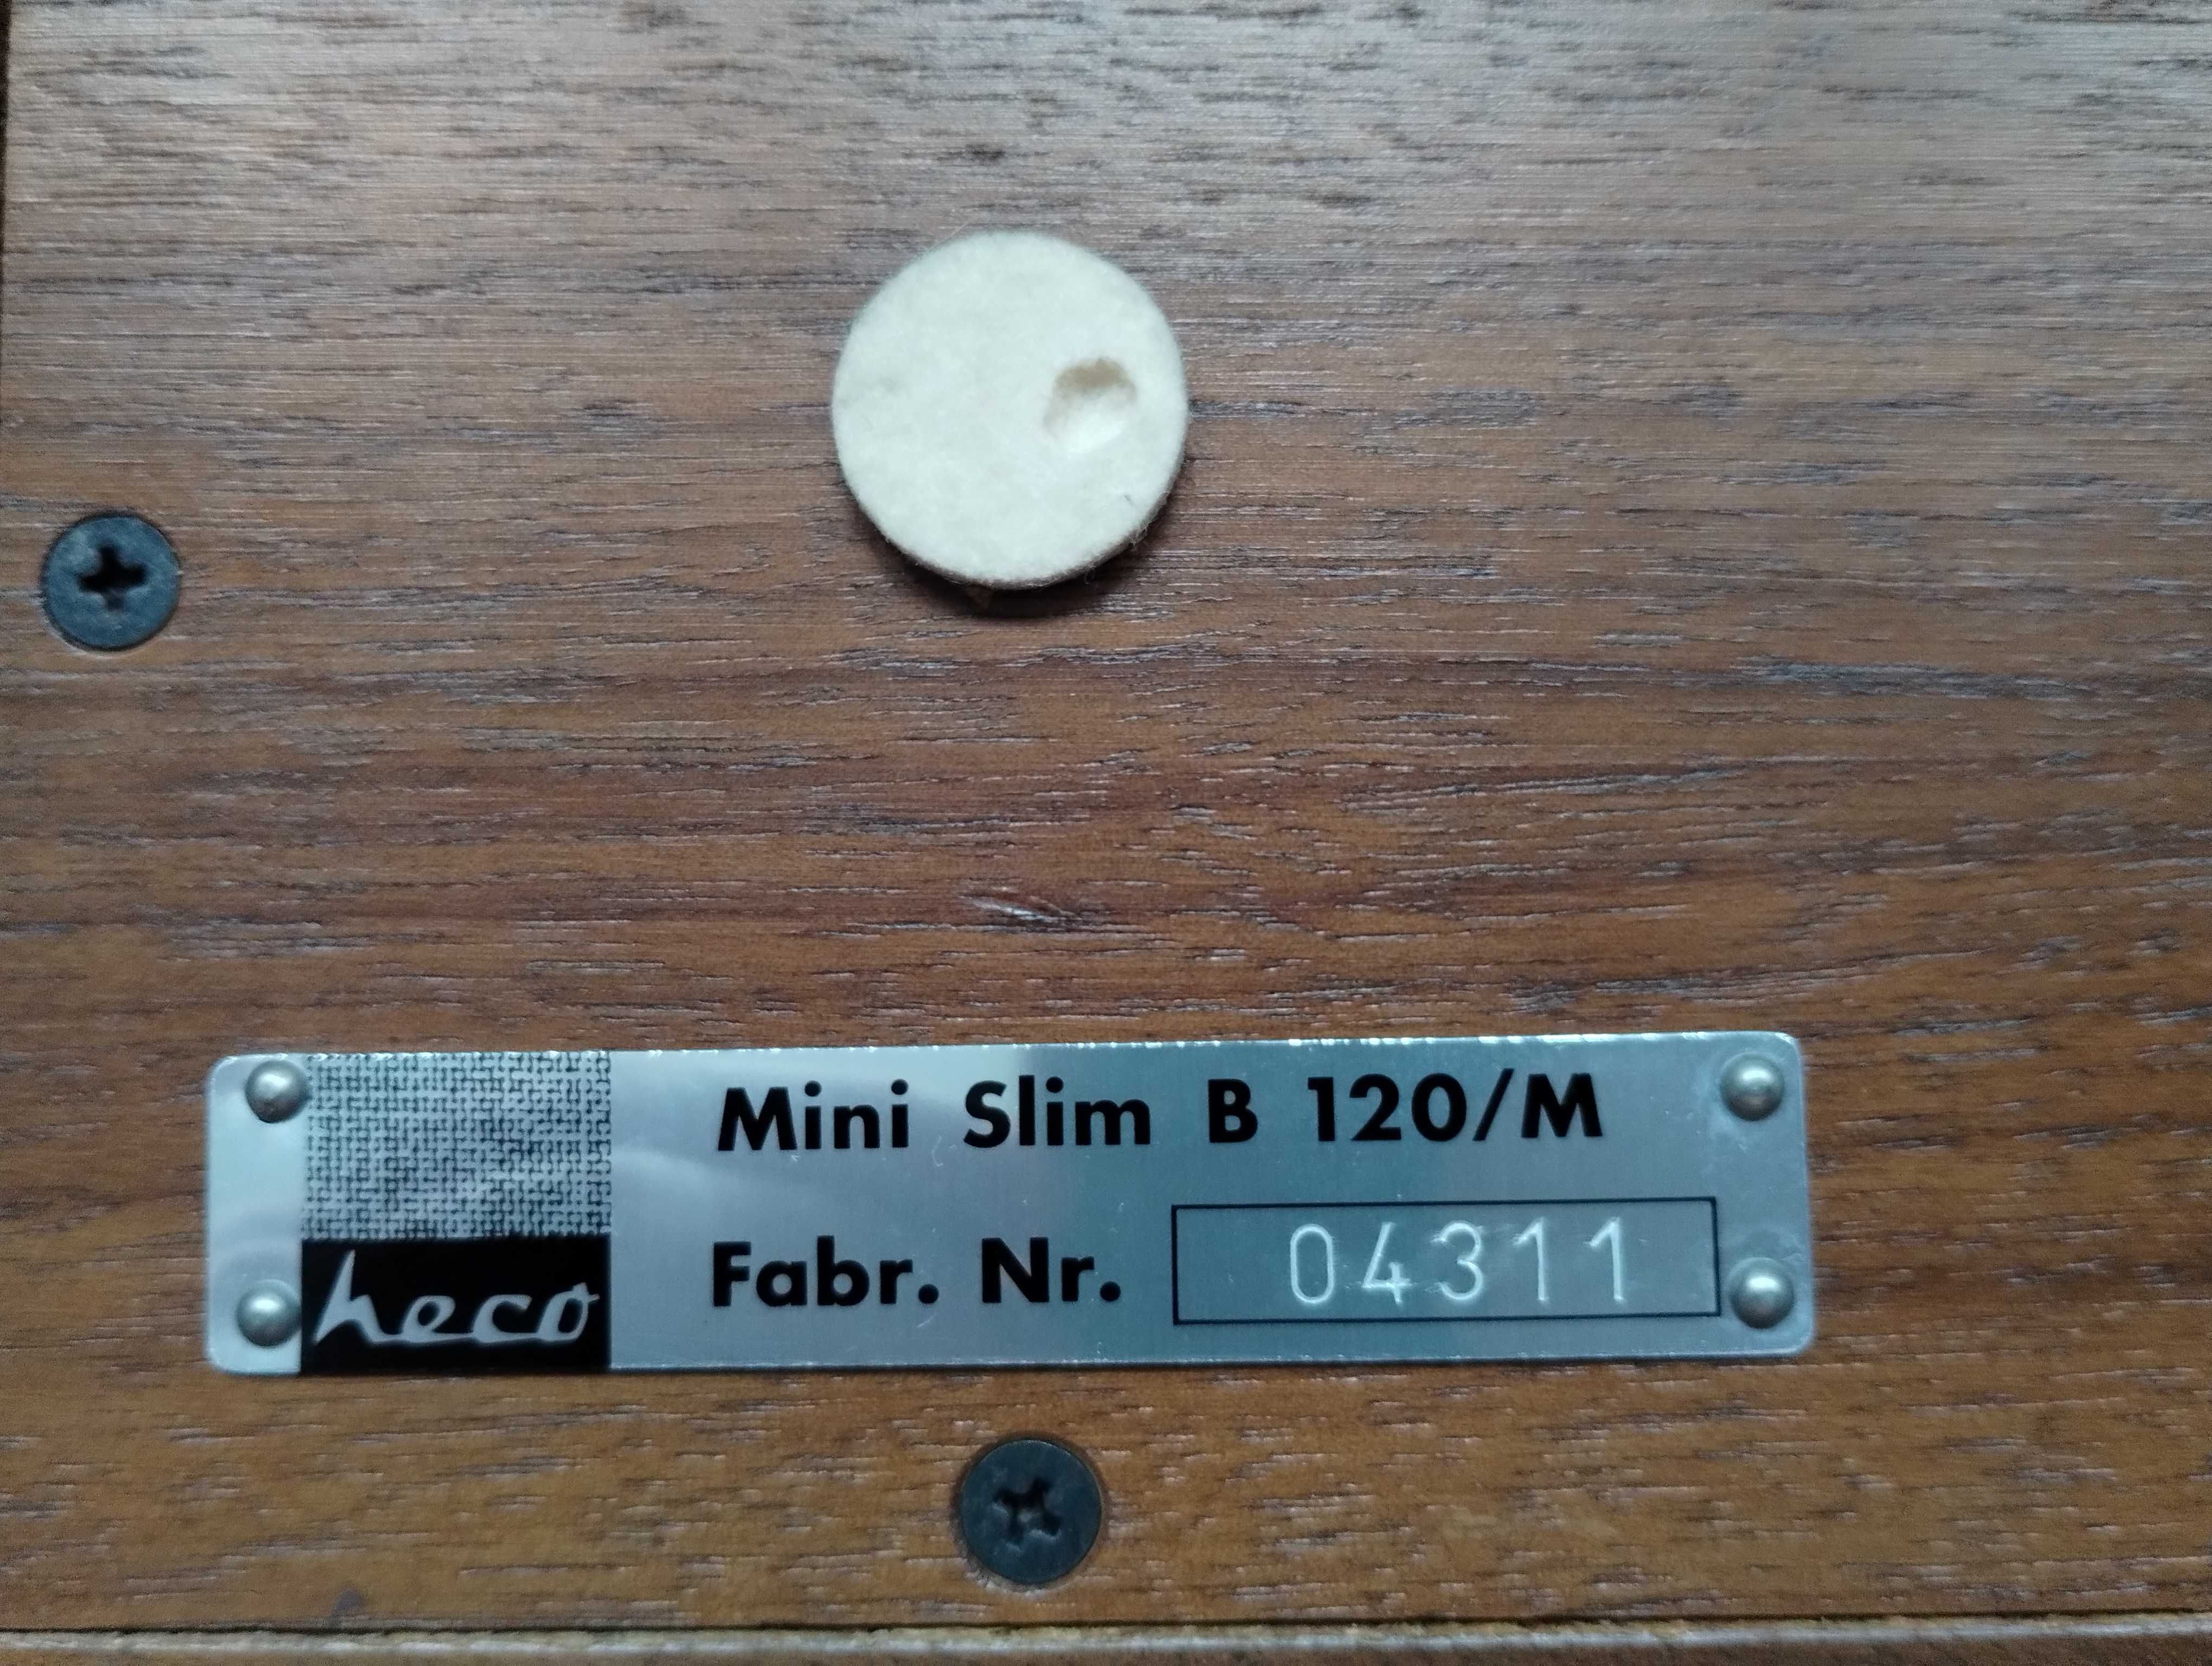 Mini Slim B 120/M
Fabr. Nr. 04311
heco